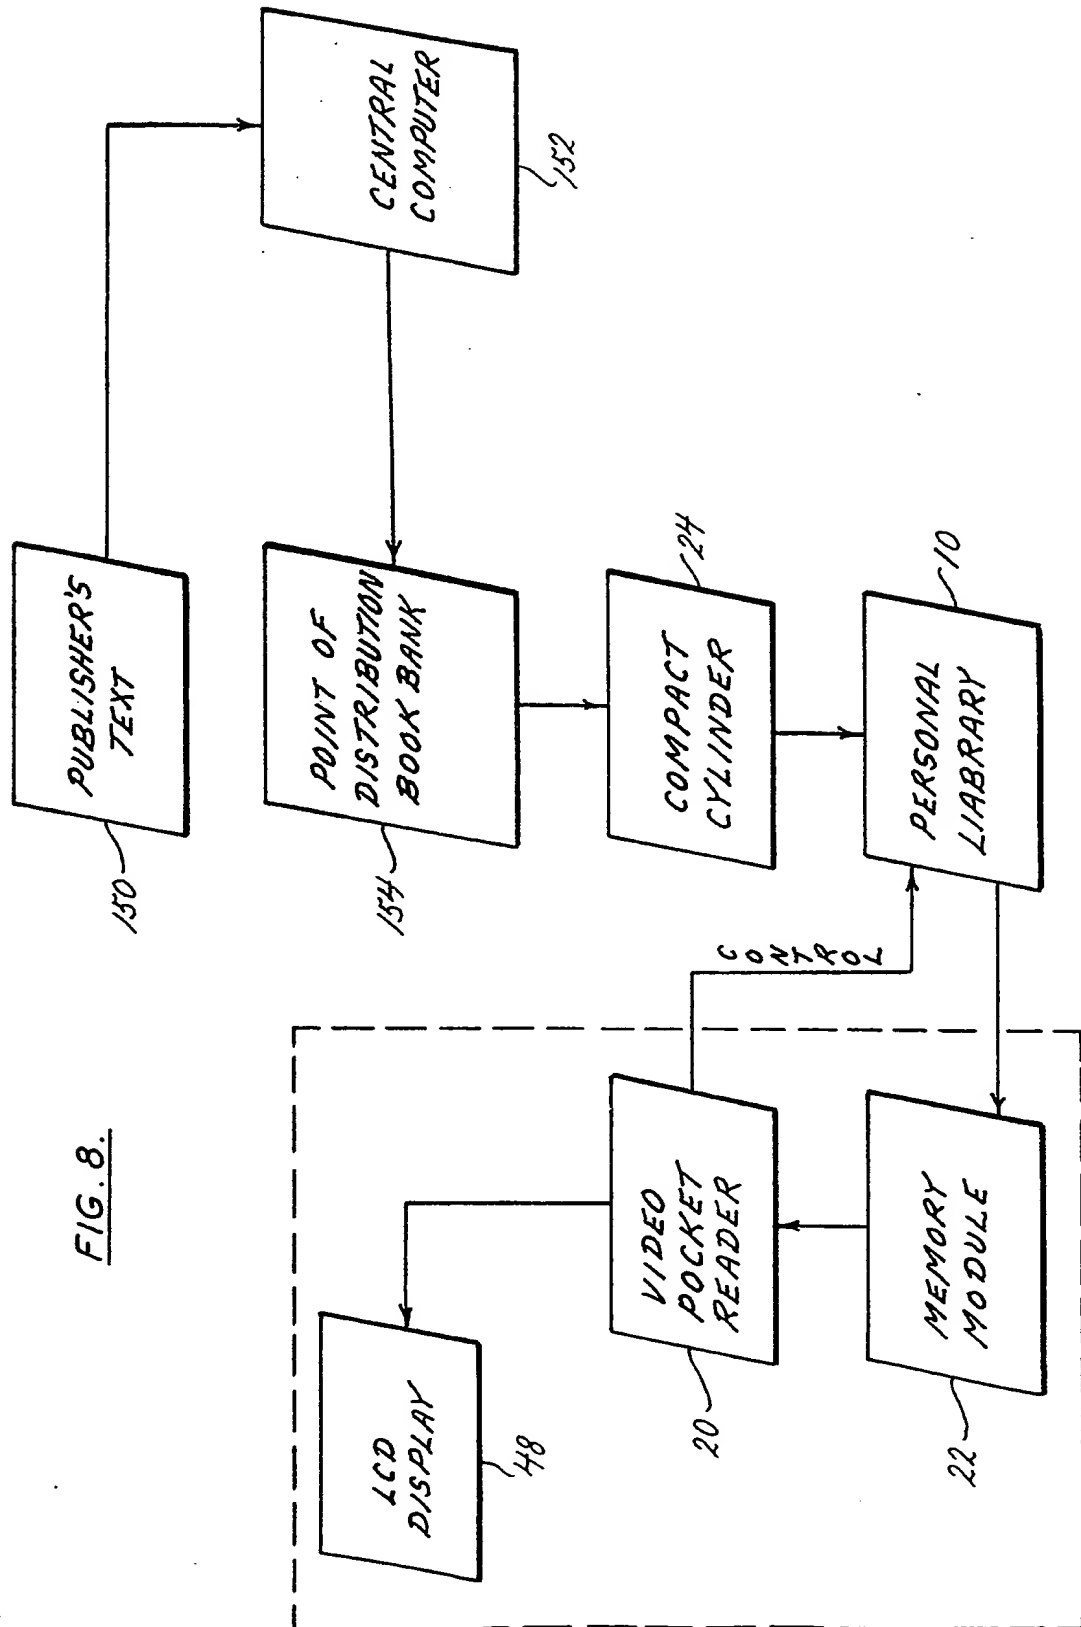 PUBLISHER'S
TEXT
150
CENTRAL
COMPUTER
152
POINT OF
DISTRIBUTION
BOOK BANK
154
COMPACT
CYLINDER
24
PERSONAL
LIABRARY
10
CONTROL
LCD
DISPLAY
48
VIDEO
POCKET
READER
20
MEMORY
MODULE
22
FIG. 8.